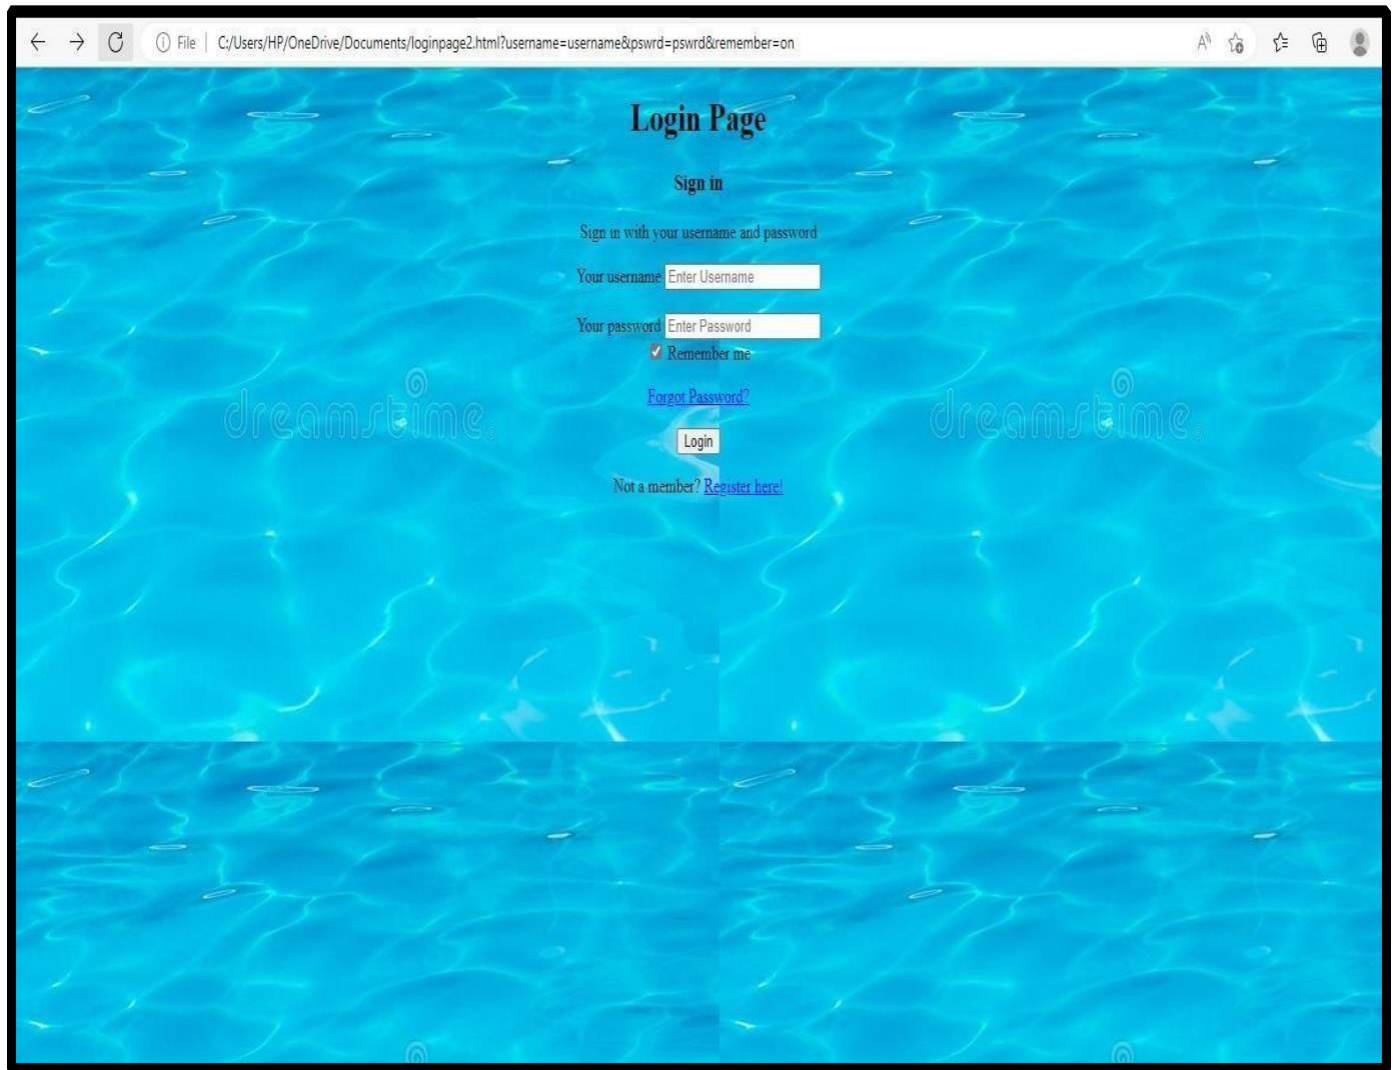 File C:/Users/HP/OneDrive/Documents/loginpage2.html?username=username&pswrd=pswrd&remember=on
Login Page
Sign in
Sign in with your username and password
Your username Enter Username
Your password Enter Password
Remember me
Forgot Password?
dreamstime. dreamstime.
Login
Not a member? Register here!